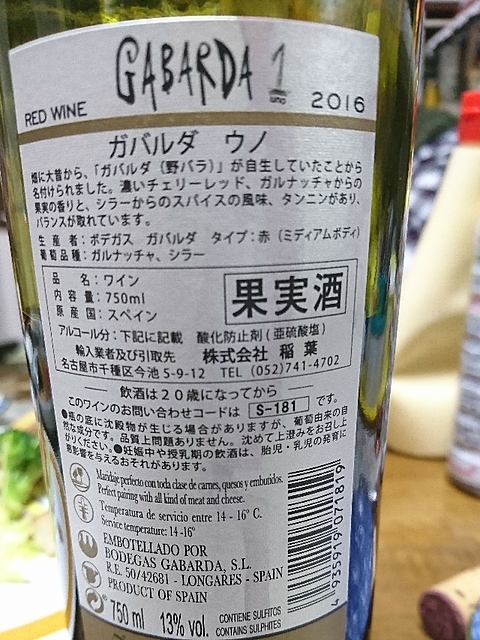 GABARDA 1
uno
RED WINE
2016
ガバルダ ウノ
畑に大昔から、「ガバルダ（野バラ）」が自生していたことから
名付けられました。濃いチェリーレッド、ガルナッチャからの
果実の香りと、シラーからのスパイスの風味、タンニンがあり、
バランスが取れています。
生産者：ボデガス ガバルダ タイプ：赤（ミディアムボディ）
葡萄品種：ガルナッチャ、シラー
品名：ワイン
内容量：750ml
原産国：スペイン
果実酒
アルコール分：下記に記載 酸化防止剤(亜硫酸塩)
輸入業者及び引取先 株式会社 稲葉
名古屋市千種区今池5-9-12 TEL (052)741-4702
飲酒は２０歳になってから
このワインのお問い合わせコードは S-181 です。
●瓶の底に沈殿物が生じる場合がありますが、葡萄由来の自
然な成分です。品質上問題ありません。沈めて上澄みをお召し上
がりください。●妊娠中や授乳期の飲酒は、胎児・乳児の発育に
悪影響を与えるおそれがあります。
Maridaje perfecto con toda clase de carnes, quesos y embutidos.
Perfect pairing with all kind of meat and cheese.
Temperatura de servicio entre 14 - 16° C.
Service temperature: 14 -16°
EMBOTELLADO POR
BODEGAS GABARDA, S.L.
R.E. 50/42681 - LONGARES - SPAIN
PRODUCT OF SPAIN
750 ml 13% vol.
CONTIENE SULFITOS
CONTAINS SULPHITES
4 935919 071819